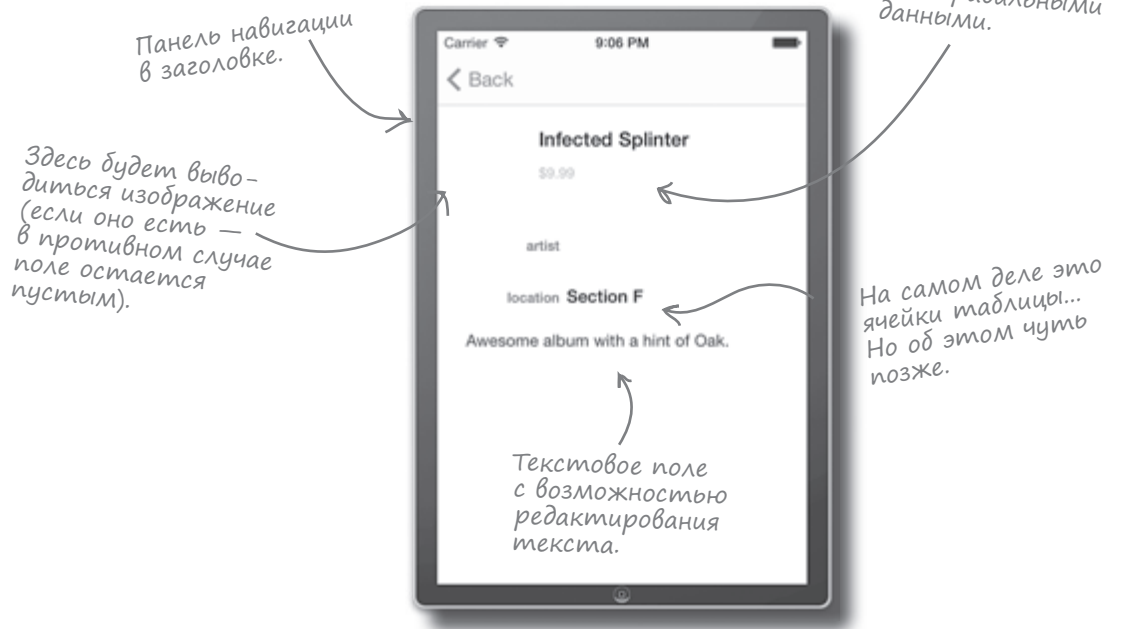 данными.
Панель навигации
в заголовке.
Carrier
9:06 PM
Back
Infected Splinter
$9.99
Здесь будет выво-
диться изображение
(если оно есть —
в противном случае
поле остается
пустым).
artist
location Section F
Awesome album with a hint of Oak.
На самом деле это
ячейки таблицы...
Но об этом чуть
позже.
Текстовое поле
с возможностью
редактирования
текста.